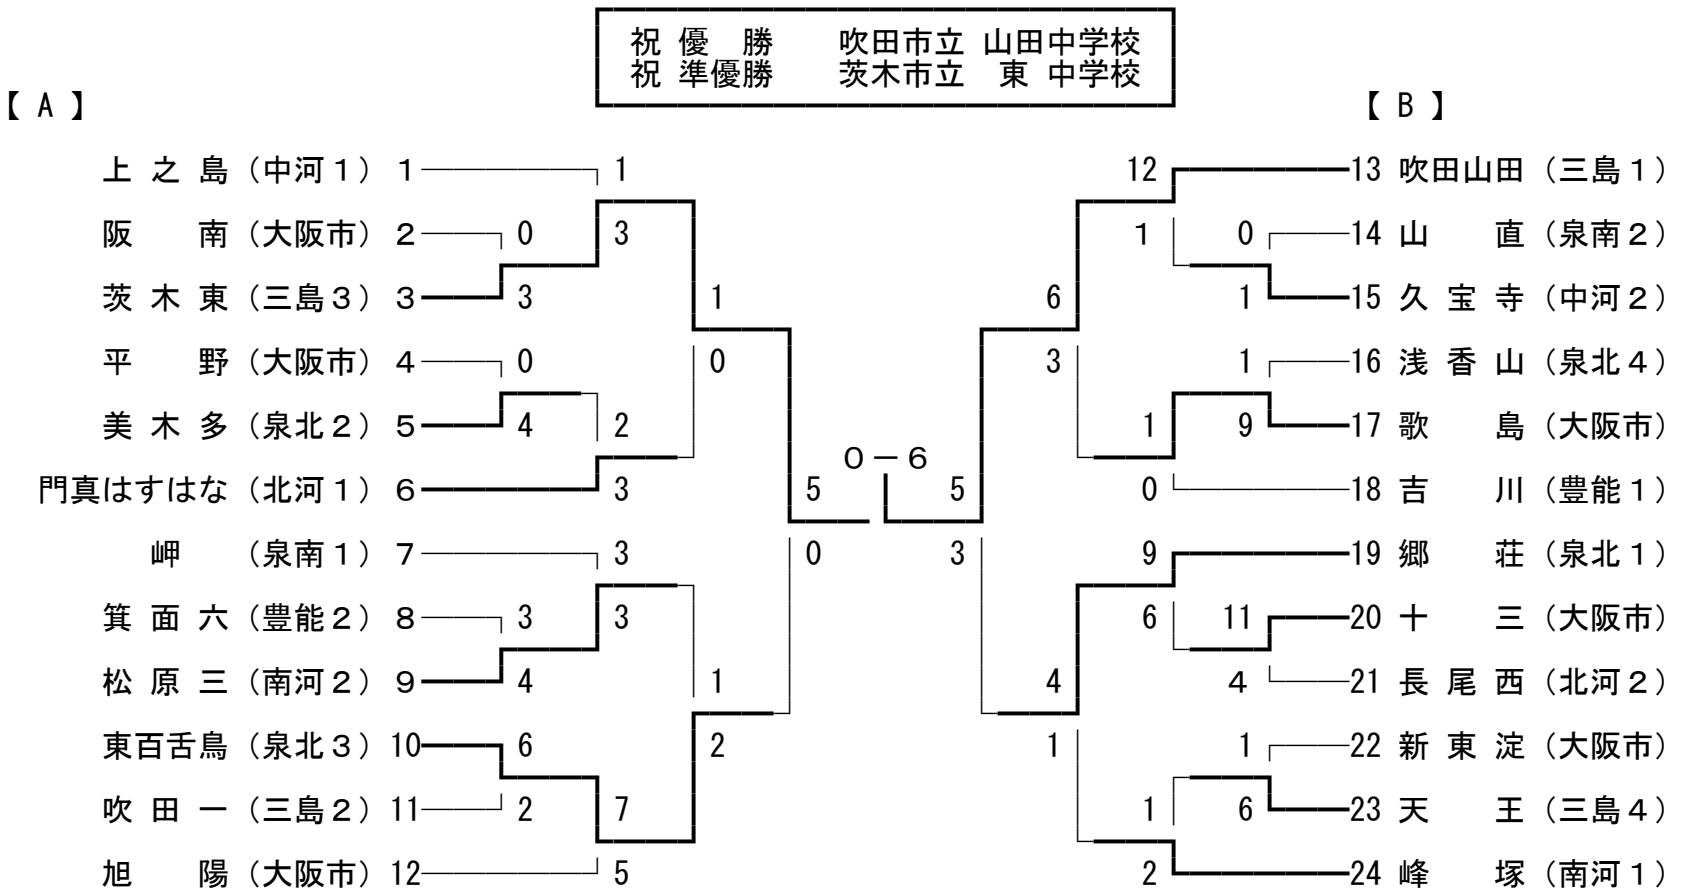 祝 優　勝　　吹田市立 山田中学校
祝 準優勝　　茨木市立　東 中学校
【 A 】　【 B 】
上 之 島（中河１） 1　1　12　13 吹田山田（三島１）
阪　　南（大阪市） 2　0　3　1　0　14 山　　直（泉南２）
茨 木 東（三島３） 3　3　1　6　1　15 久 宝 寺（中河２）
平　　野（大阪市） 4　0　0　3　1　16 浅 香 山（泉北４）
美 木 多（泉北２） 5　4　2　1　9　17 歌　　島（大阪市）
0－6
門真はすはな（北河１） 6　3　5　5　0　18 吉　　川（豊能１）
岬　　（泉南１） 7　3　0　3　9　19 郷　　荘（泉北１）
箕 面 六（豊能２） 8　3　3　6　11　20 十　　三（大阪市）
松 原 三（南河２） 9　4　1　4　4　21 長 尾 西（北河２）
東百舌鳥（泉北３） 10　6　2　1　1　22 新 東 淀（大阪市）
吹 田 一（三島２） 11　2　7　1　6　23 天　　王（三島４）
旭　　陽（大阪市） 12　5　2　24 峰　　塚（南河１）